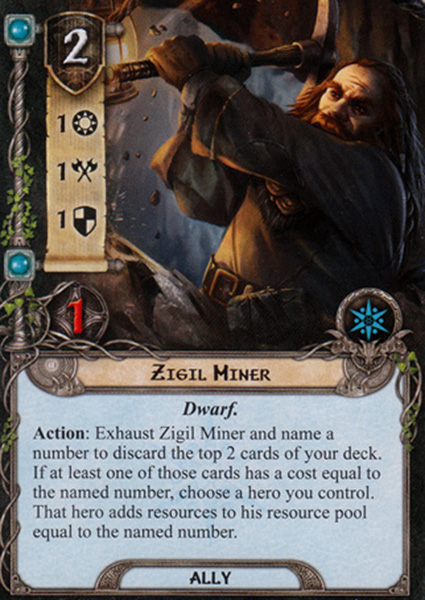 2
1
1
1
1
ZIGIL MINER
Dwarf.
Action: Exhaust Zigil Miner and name a
number to discard the top 2 cards of your deck.
If at least one of those cards has a cost equal to
the named number, choose a hero you control.
That hero adds resources to his resource pool
equal to the named number.
ALLY